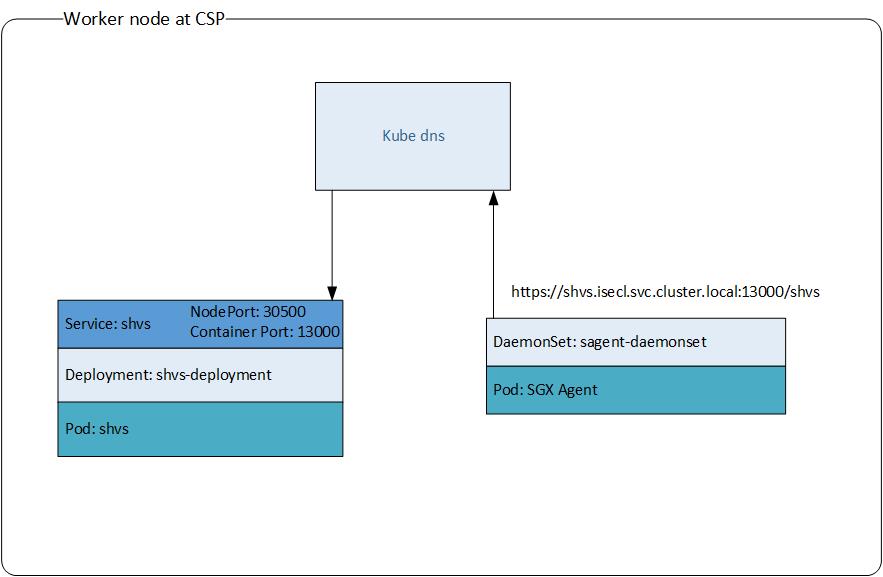 Worker node at CSP
Kube dns
https://shvs.isecl.svc.cluster.local:13000/shvs
Service: shvs
NodePort: 30500
Container Port: 13000
Deployment: shvs-deployment
Pod: shvs
DaemonSet: sagent-daemonset
Pod: SGX Agent